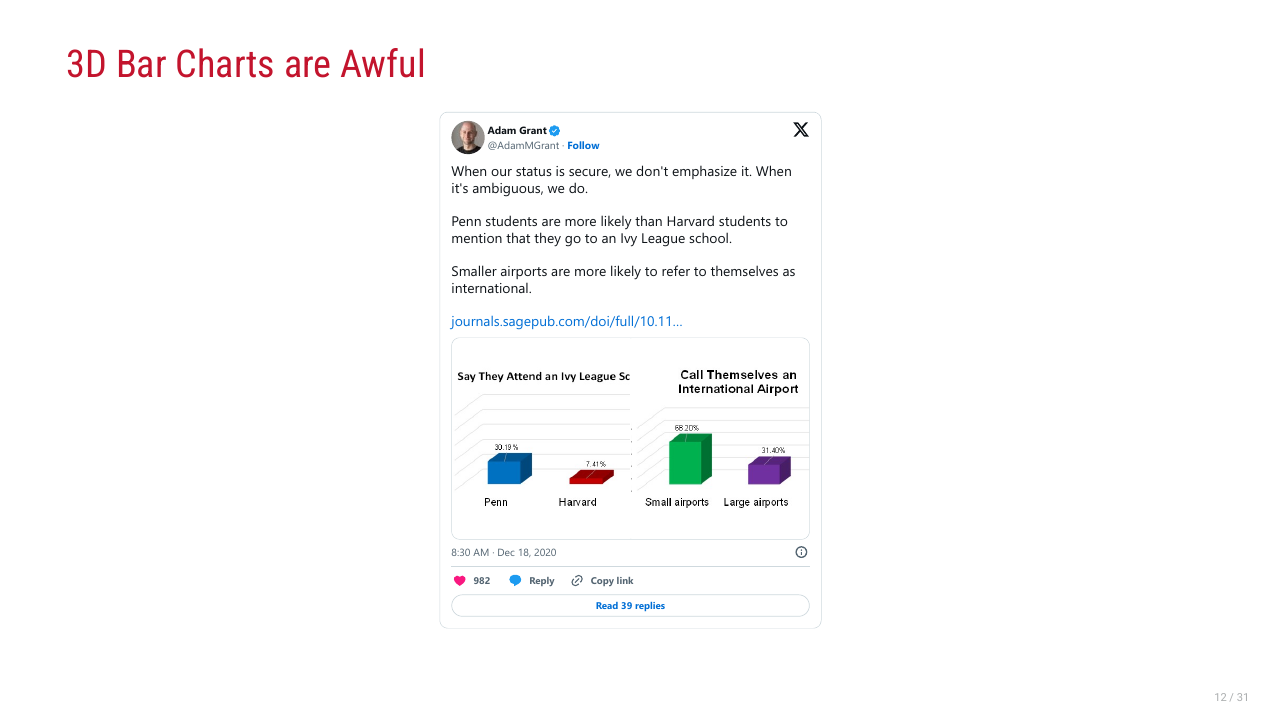 3D Bar Charts are Awful
Adam Grant
@AdamMGrant · Follow
When our status is secure, we don't emphasize it. When
it's ambiguous, we do.
Penn students are more likely than Harvard students to
mention that they go to an Ivy League school.
Smaller airports are more likely to refer to themselves as
international.
journals.sagepub.com/doi/full/10.11…
Say They Attend an Ivy League Sc
30.19%
7.41%
Penn
Harvard
Call Themselves an
International Airport
68.20%
31.40%
Small airports
Large airports
8:30 AM · Dec 18, 2020
982
Reply
Copy link
Read 39 replies
12 / 31